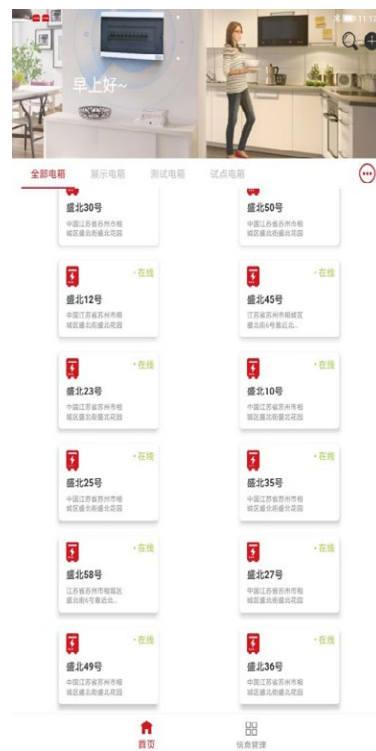 11:12
早上好~
全部电箱 展示电箱 测试电箱 试点电箱
盛北30号
中国江苏省苏州市相
城区盛北街盛北花园
盛北50号
中国江苏省苏州市相
城区盛北街盛北花园
•在线
盛北12号
中国江苏省苏州市相
城区盛北街盛北花园
•在线
盛北45号
江苏省苏州市相城区
盛北街6号靠近北..
•在线
盛北23号
中国江苏省苏州市相
城区盛北街盛北花园
•在线
盛北10号
中国江苏省苏州市相
城区盛北街盛北花园
•在线
盛北25号
中国江苏省苏州市相
城区盛北街盛北花园
•在线
盛北35号
中国江苏省苏州市相
城区盛北街盛北花园
•在线
盛北58号
江苏省苏州市相城区
盛北街6号靠近北..
•在线
盛北27号
中国江苏省苏州市相
城区盛北街盛北花园
•在线
盛北49号
中国江苏省苏州市相
城区盛北街盛北花园
•在线
盛北36号
中国江苏省苏州市相
城区盛北街盛北花园
首页 信息管理